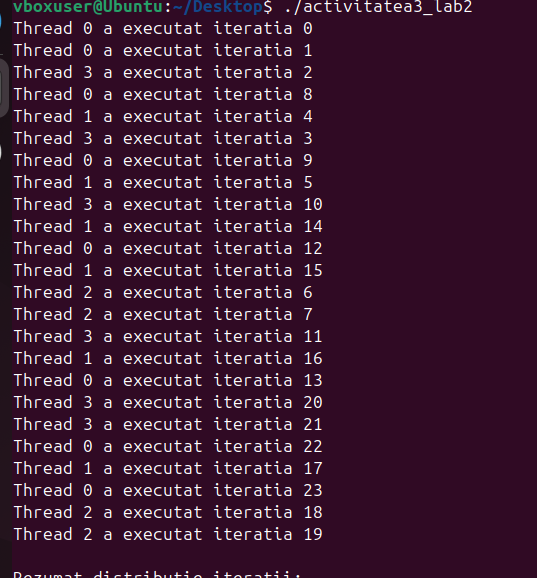 vboxuser@Ubuntu:~/Desktop$ ./activitatea3_lab2
Thread 0 a executat iteratia 0
Thread 0 a executat iteratia 1
Thread 3 a executat iteratia 2
Thread 0 a executat iteratia 8
Thread 1 a executat iteratia 4
Thread 3 a executat iteratia 3
Thread 0 a executat iteratia 9
Thread 1 a executat iteratia 5
Thread 3 a executat iteratia 10
Thread 1 a executat iteratia 14
Thread 0 a executat iteratia 12
Thread 1 a executat iteratia 15
Thread 2 a executat iteratia 6
Thread 2 a executat iteratia 7
Thread 3 a executat iteratia 11
Thread 1 a executat iteratia 16
Thread 0 a executat iteratia 13
Thread 3 a executat iteratia 20
Thread 3 a executat iteratia 21
Thread 0 a executat iteratia 22
Thread 1 a executat iteratia 17
Thread 0 a executat iteratia 23
Thread 2 a executat iteratia 18
Thread 2 a executat iteratia 19
Rezumat distributie iteratii: